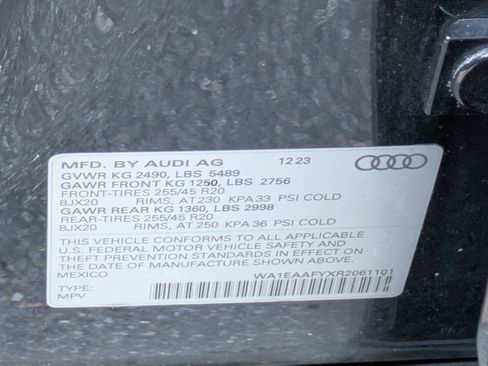 MFD. BY AUDI AG 12 23
GVWR KG 2490, LBS 5489
GAWR FRONT KG 1250, LBS 2756
FRONT-TIRES 255/45 R20
8JX20 RIMS, AT 230 KPA 33 PSI COLD
GAWR REAR KG 1360, LBS 2998
REAR-TIRES 255/45 R20
8JX20 RIMS, AT 250 KPA 36 PSI COLD
THIS VEHICLE CONFORMS TO ALL APPLICABLE
U.S. FEDERAL MOTOR VEHICLE SAFETY AND
THEFT PREVENTION STANDARDS IN EFFECT ON
THE DATE OF MANUFACTURE SHOWN ABOVE.
MEXICO
WA1EAAFYXR2061101
TYPE:
MPV